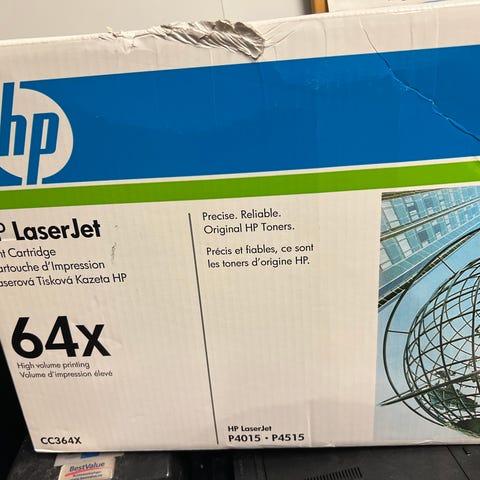 hp
P LaserJet
nt Cartridge
artouche d'Impression
aserová Tisková Kazeta HP
Precise. Reliable.
Original HP Toners.
Précis et fiables, ce sont
les toners d'origine HP.
64x
High volume printing
Volume d'impression élevé
CC364X
HP LaserJet
P4015 • P4515
BestValue